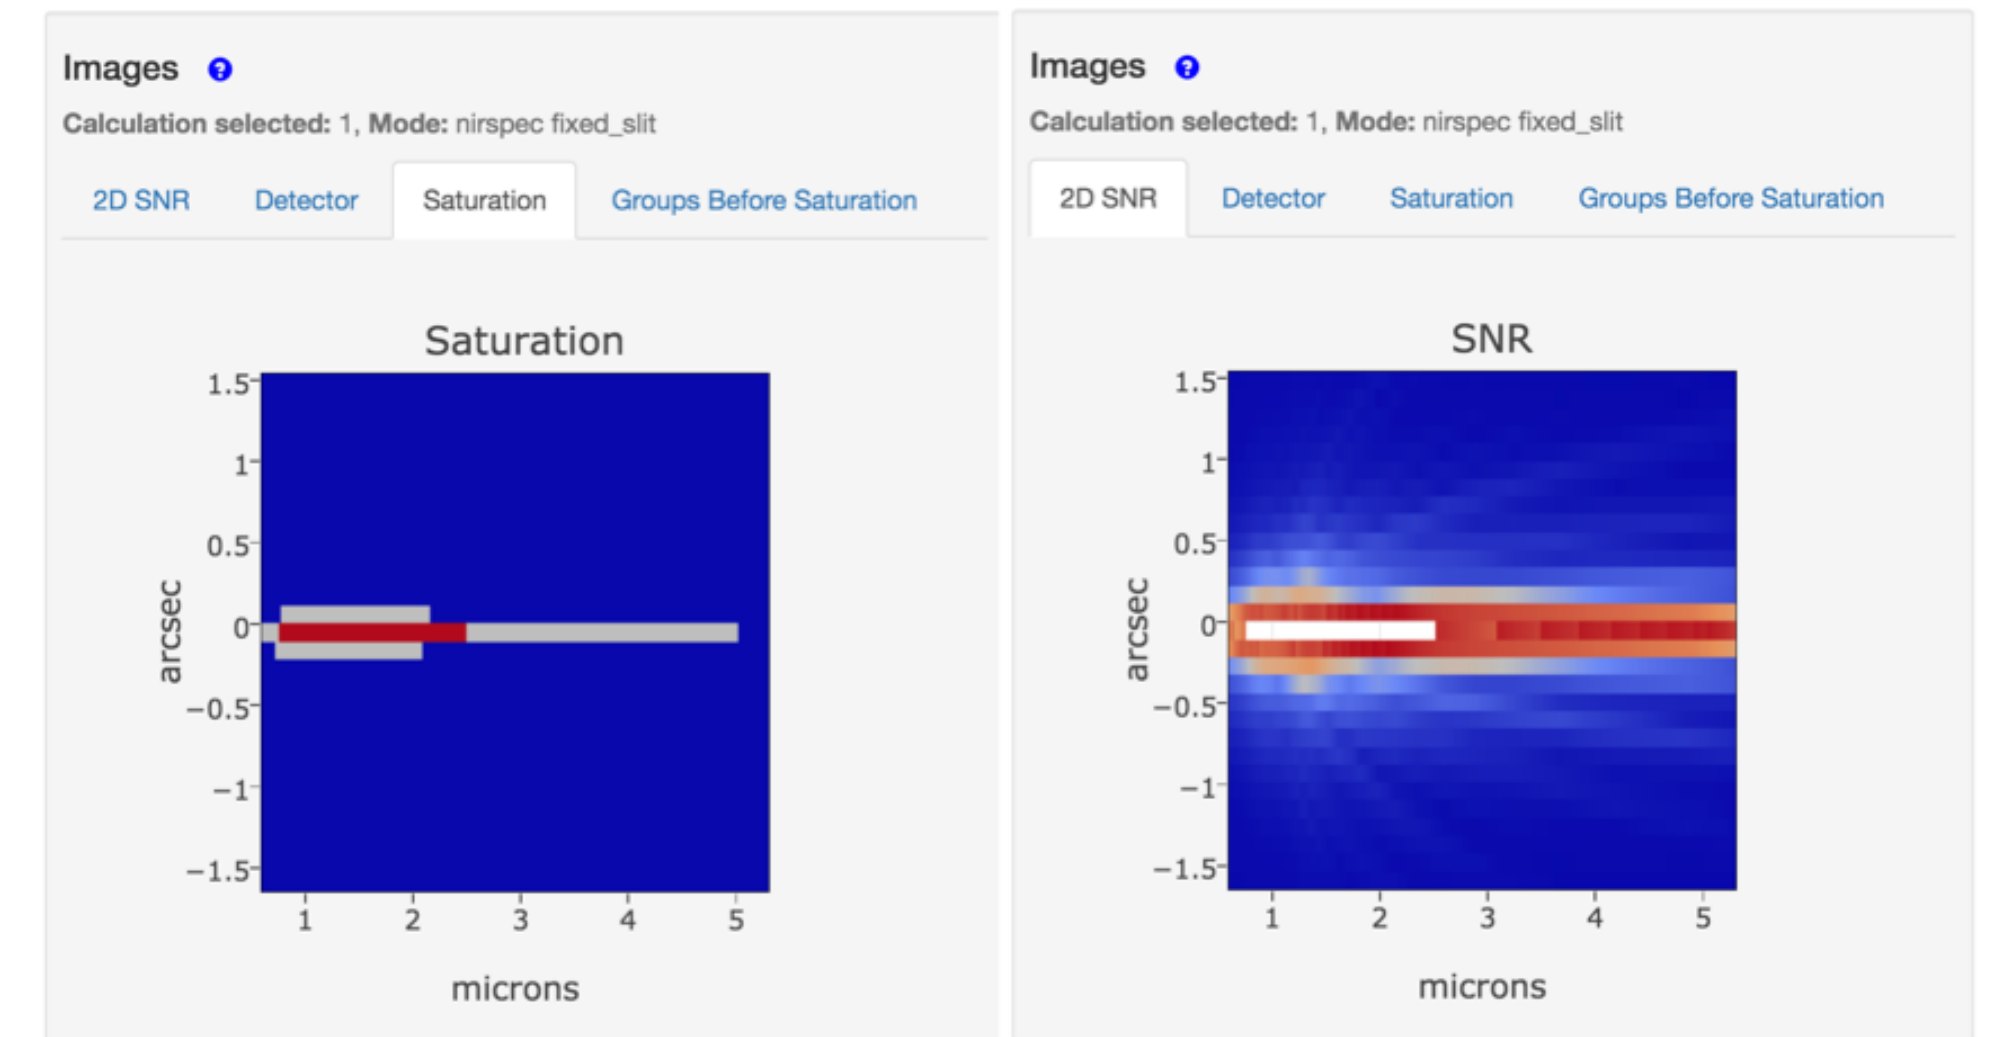 Images ?
Calculation selected: 1, Mode: nirspec fixed_slit
2D SNR Detector Saturation Groups Before Saturation
Saturation
1.5
1
0.5
0
−0.5
−1
−1.5
arcsec
1 2 3 4 5
microns
Images ?
Calculation selected: 1, Mode: nirspec fixed_slit
2D SNR Detector Saturation Groups Before Saturation
SNR
1.5
1
0.5
0
−0.5
−1
−1.5
arcsec
1 2 3 4 5
microns